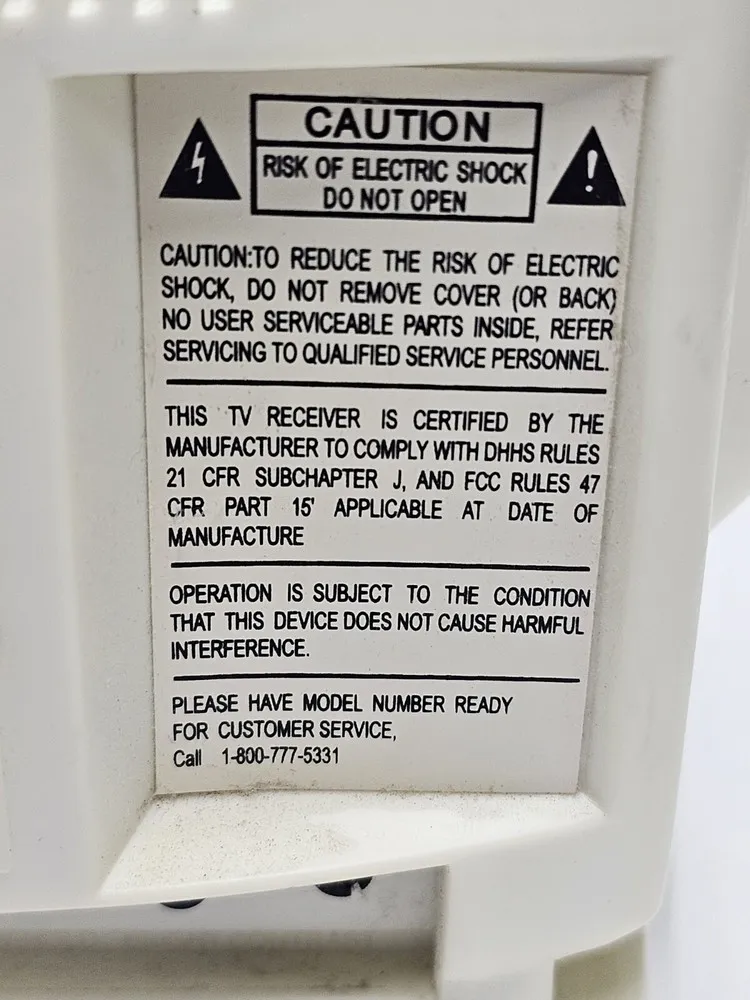 CAUTION
RISK OF ELECTRIC SHOCK
DO NOT OPEN
CAUTION:TO REDUCE THE RISK OF ELECTRIC
SHOCK, DO NOT REMOVE COVER (OR BACK)
NO USER SERVICEABLE PARTS INSIDE, REFER
SERVICING TO QUALIFIED SERVICE PERSONNEL.
THIS TV RECEIVER IS CERTIFIED BY THE
MANUFACTURER TO COMPLY WITH DHHS RULES
21 CFR SUBCHAPTER J, AND FCC RULES 47
CFR PART 15' APPLICABLE AT DATE OF
MANUFACTURE
OPERATION IS SUBJECT TO THE CONDITION
THAT THIS DEVICE DOES NOT CAUSE HARMFUL
INTERFERENCE.
PLEASE HAVE MODEL NUMBER READY
FOR CUSTOMER SERVICE,
Call 1-800-777-5331